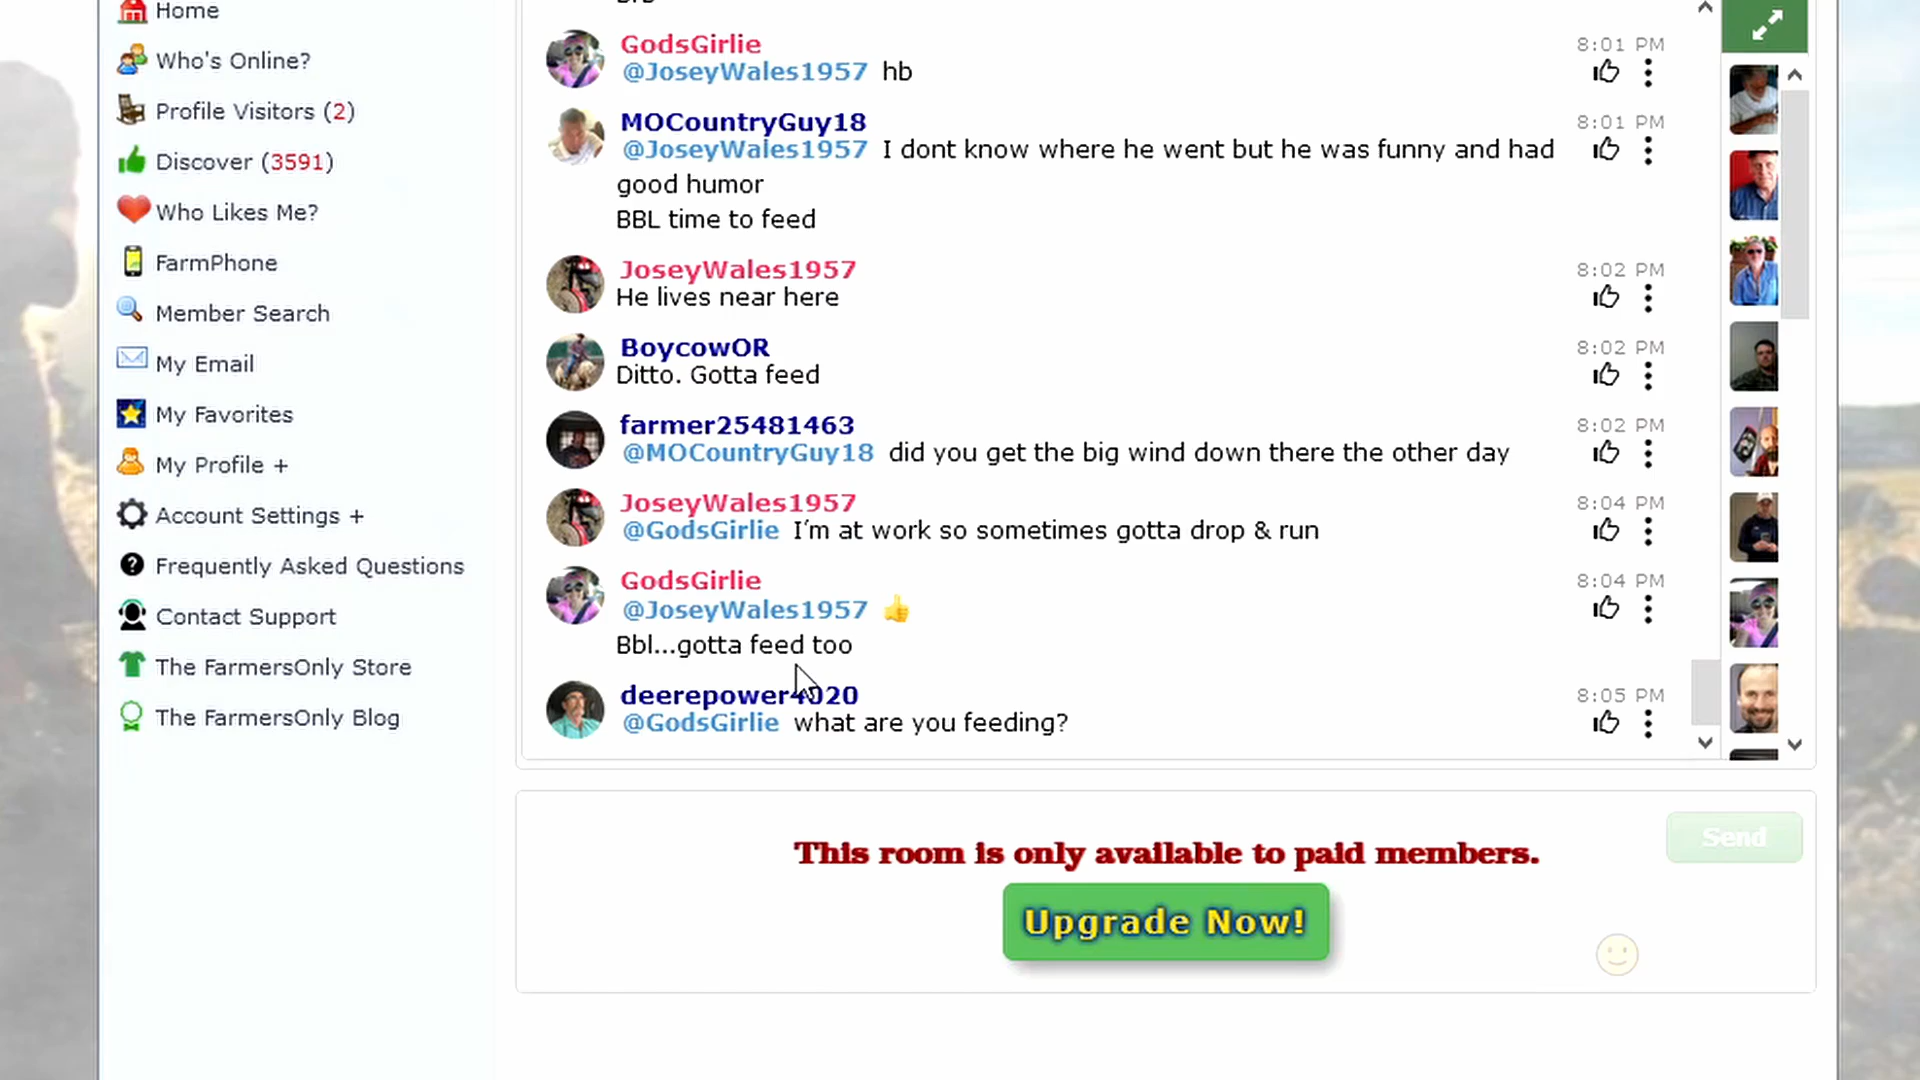 Home
Who's Online?
Profile Visitors (2)
Discover (3591)
Who Likes Me?
FarmPhone
Member Search
My Email
My Favorites
My Profile +
Account Settings +
Frequently Asked Questions
Contact Support
The FarmersOnly Store
The FarmersOnly Blog
GodsGirlie 8:01 PM
@JoseyWales1957 hb
MOCountryGuy18 8:01 PM
@JoseyWales1957 I dont know where he went but he was funny and had
good humor
BBL time to feed
JoseyWales1957 8:02 PM
He lives near here
BoycowOR 8:02 PM
Ditto. Gotta feed
farmer25481463 8:02 PM
@MOCountryGuy18 did you get the big wind down there the other day
JoseyWales1957 8:04 PM
@GodsGirlie I'm at work so sometimes gotta drop & run
GodsGirlie 8:04 PM
@JoseyWales1957 👍
Bbl...gotta feed too
deerepower4020 8:05 PM
@GodsGirlie what are you feeding?
This room is only available to paid members.
Send
Upgrade Now!